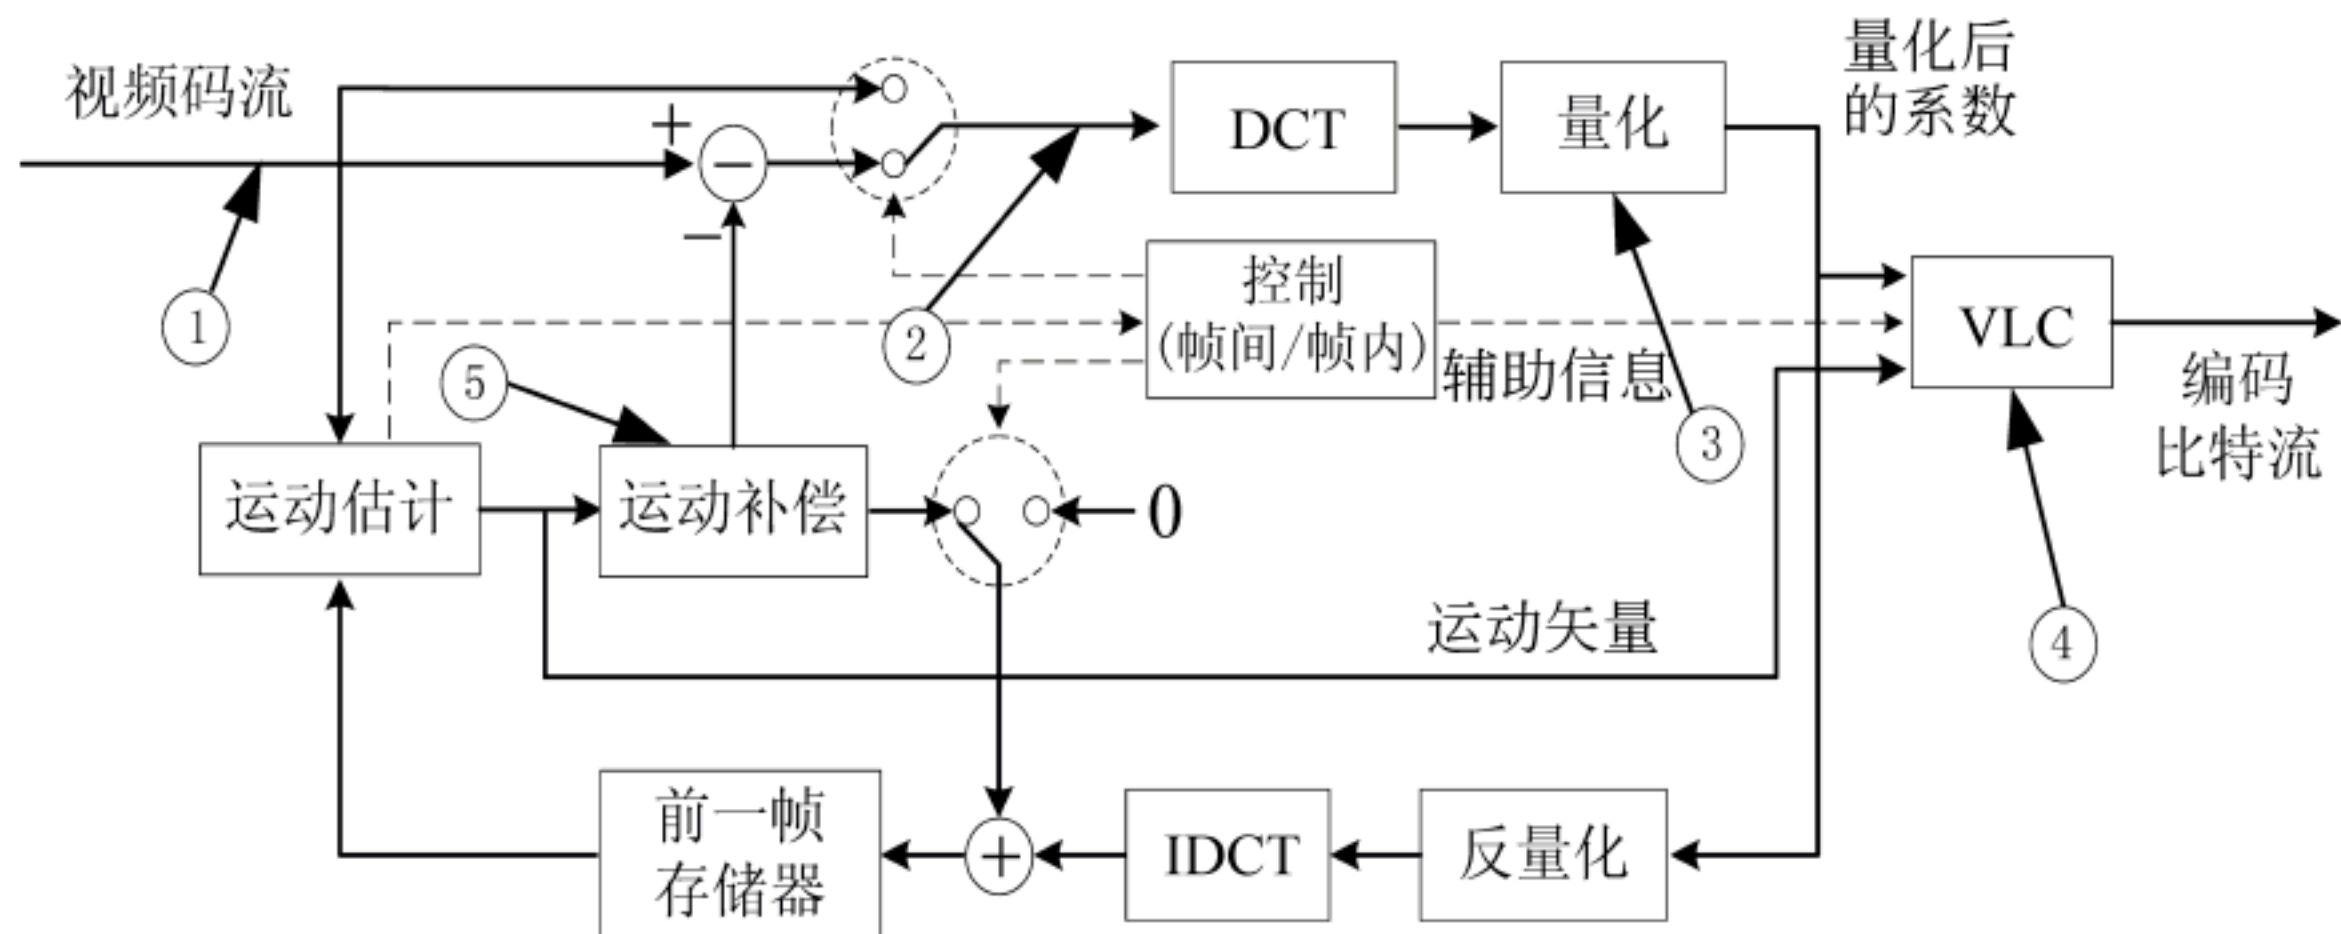 视频码流
+
−
−
DCT
量化
量化后
的系数
1
控制
(帧间/帧内)
2
辅助信息
VLC
编码
比特流
5
3
运动估计
运动补偿
0
运动矢量
4
前一帧
存储器
+
IDCT
反量化